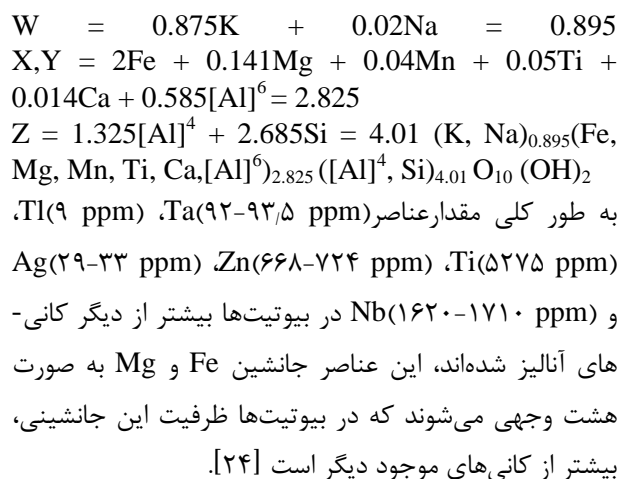 W = 0.875K + 0.02Na = 0.895
X,Y = 2Fe + 0.141Mg + 0.04Mn + 0.05Ti +
0.014Ca + 0.585[Al]⁶ = 2.825
Z = 1.325[Al]⁴ + 2.685Si = 4.01 (K, Na)₀.₈₉₅(Fe,
Mg, Mn, Ti, Ca,[Al]⁶)₂.₈₂₅ ([Al]⁴, Si)₄.₀₁ O₁₀ (OH)₂
به طور کلی مقدارعناصر Ta(۹۲-۹۳٫۵ ppm)، Tl(۹ ppm)،
Ti(۵۲۷۵ ppm)، Zn(۶۶۸-۷۲۴ ppm)، Ag(۲۹-۳۳ ppm)
و Nb(۱۶۲۰-۱۷۱۰ ppm) در بیوتیت‌ها بیشتر از دیگر کانی-
های آنالیز شده‌اند، این عناصر جانشین Fe و Mg به صورت
هشت وجهی می‌شوند که در بیوتیت‌ها ظرفیت این جانشینی،
بیشتر از کانی‌های موجود دیگر است [۲۴].